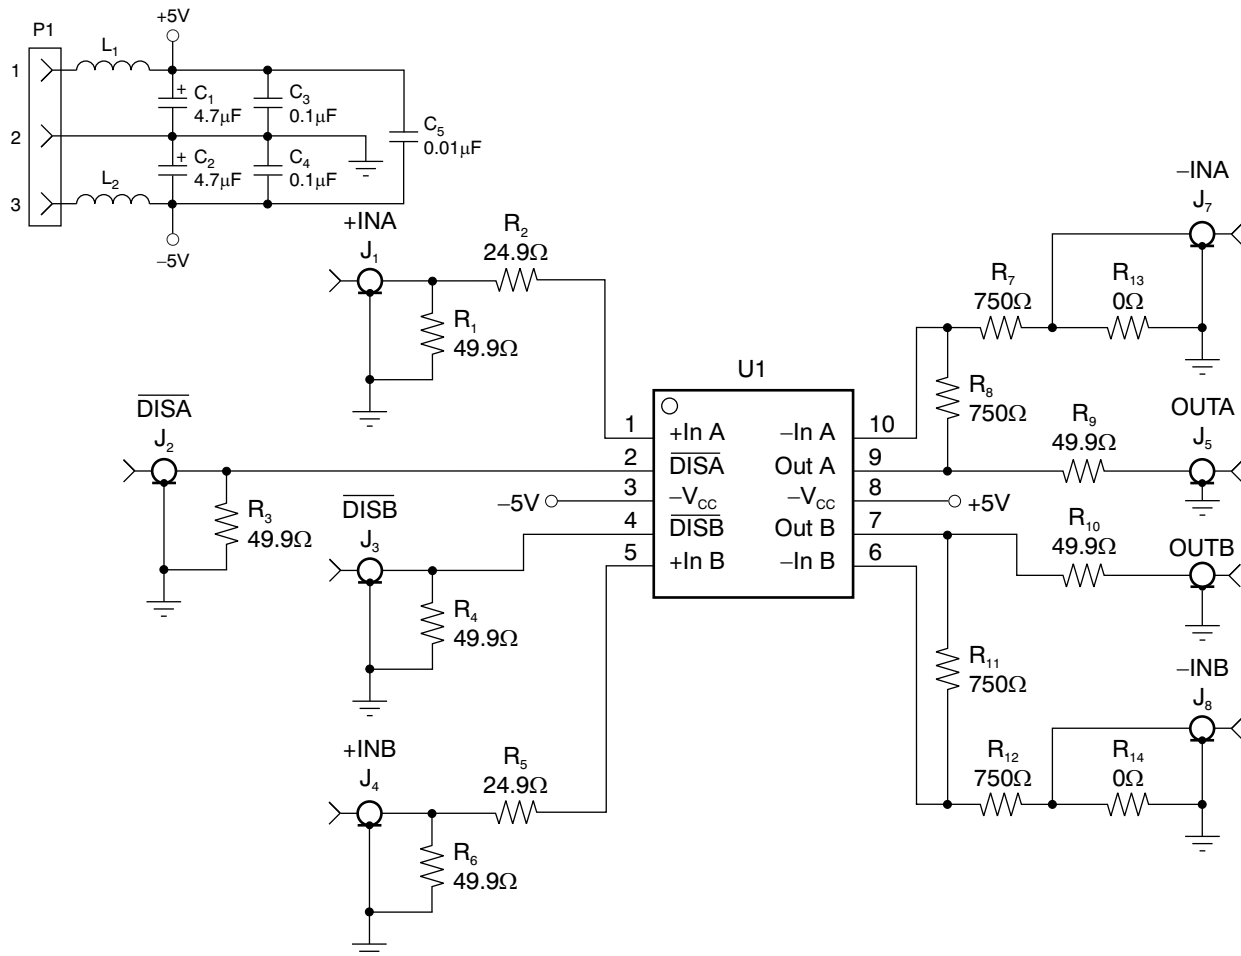 P1
+5V
L1
1
+ C1
4.7μF
C3
0.1μF
2
C5
0.01μF
+ C2
4.7μF
C4
0.1μF
L2
3
−5V
+INA
J1
R2
24.9Ω
R1
49.9Ω
DISA
J2
R3
49.9Ω
−5V
DISB
J3
R4
49.9Ω
+INB
J4
R5
24.9Ω
R6
49.9Ω
U1
1 +In A −In A 10
2 DISA Out A 9
3 −VCC −VCC 8
4 DISB Out B 7
5 +In B −In B 6
−INA
J7
R7
750Ω
R13
0Ω
R8
750Ω
R9
49.9Ω
OUTA
J5
+5V
R10
49.9Ω
OUTB
R11
750Ω
−INB
J8
R12
750Ω
R14
0Ω